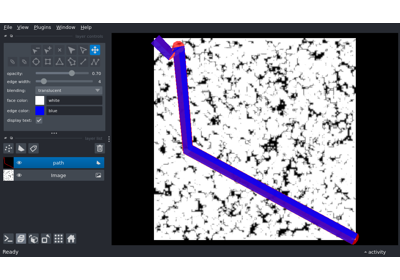 File View Plugins Window Help
opacity: 0.70
edge width: 4
blending: translucent
face color: white
edge color: blue
display text:
path
Image
Ready
activity